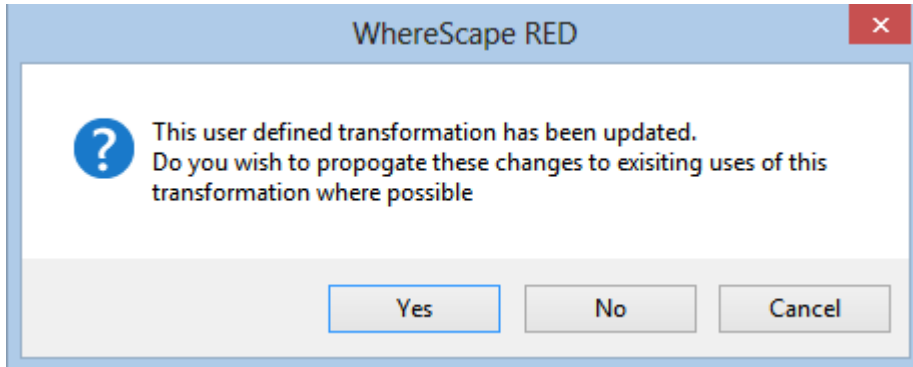 WhereScape RED
×
?
This user defined transformation has been updated.
Do you wish to propogate these changes to exisiting uses of this
transformation where possible
Yes
No
Cancel